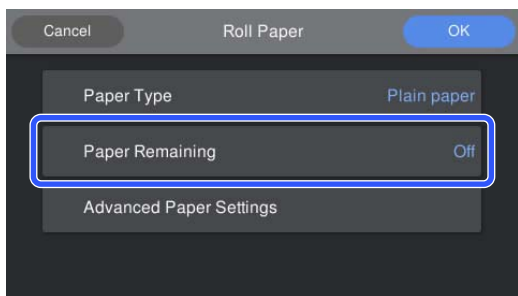 Cancel Roll Paper OK
Paper Type Plain paper
Paper Remaining Off
Advanced Paper Settings